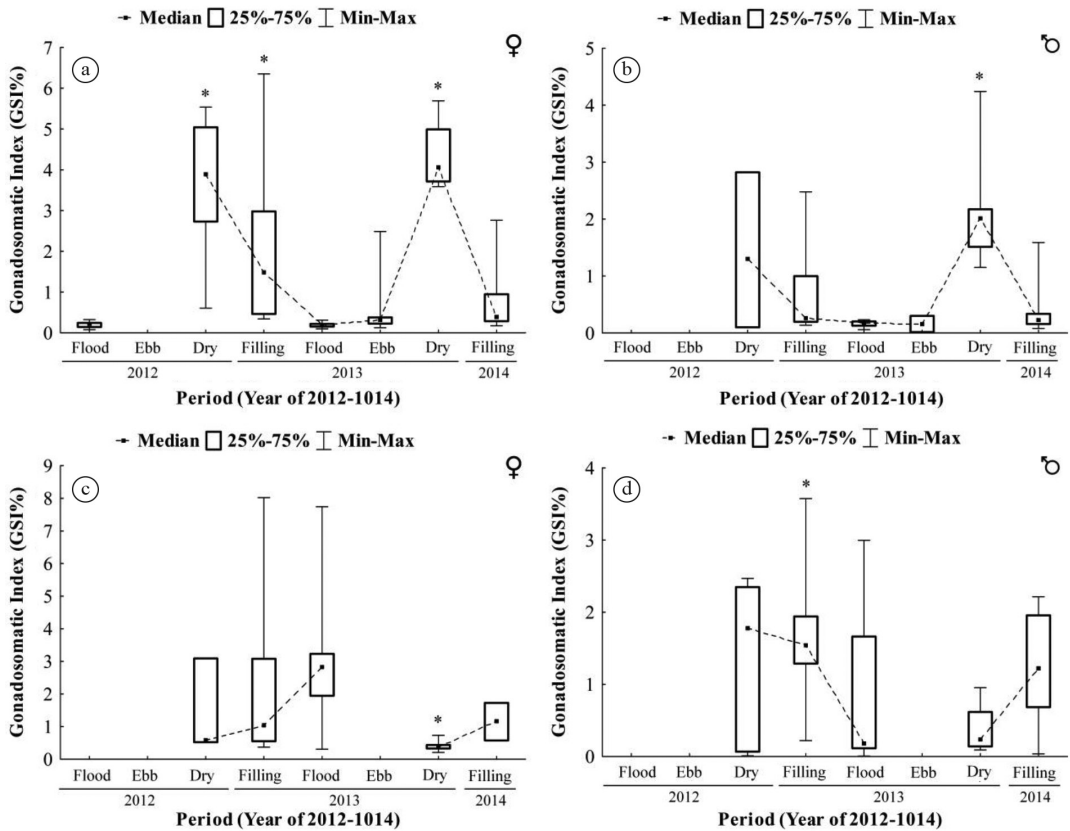 Median 25%-75% Min-Max
a
♀
Gonadosomatic Index (GSI%)
7
6
5
4
3
2
1
0
* * *
Flood Ebb Dry Filling Flood Ebb Dry Filling
2012 2013 2014
Period (Year of 2012-1014)
Median 25%-75% Min-Max
b
♂
Gonadosomatic Index (GSI%)
5
4
3
2
1
0
*
Flood Ebb Dry Filling Flood Ebb Dry Filling
2012 2013 2014
Period (Year of 2012-1014)
Median 25%-75% Min-Max
c
♀
Gonadosomatic Index (GSI%)
9
8
7
6
5
4
3
2
1
0
*
Flood Ebb Dry Filling Flood Ebb Dry Filling
2012 2013 2014
Period (Year of 2012-1014)
Median 25%-75% Min-Max
d
♂
Gonadosomatic Index (GSI%)
4
3
2
1
0
*
Flood Ebb Dry Filling Flood Ebb Dry Filling
2012 2013 2014
Period (Year of 2012-1014)